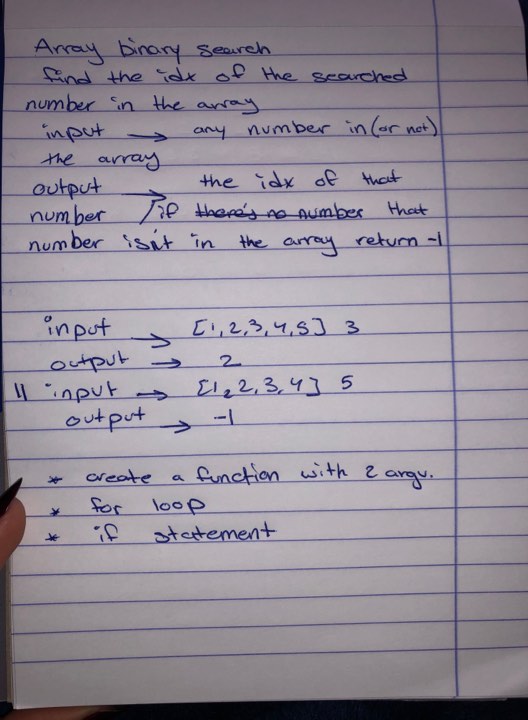 Array binary search
find the idx of the searched
number in the array
input → any number in (or not)
the array
output → the idx of that
number / if there's no number that
number isn't in the array return -1
input → [1,2,3,4,5] 3
output → 2
11 input → [1,2,3,4] 5
output → -1
* create a function with 2 argu.
* for loop
* if statement